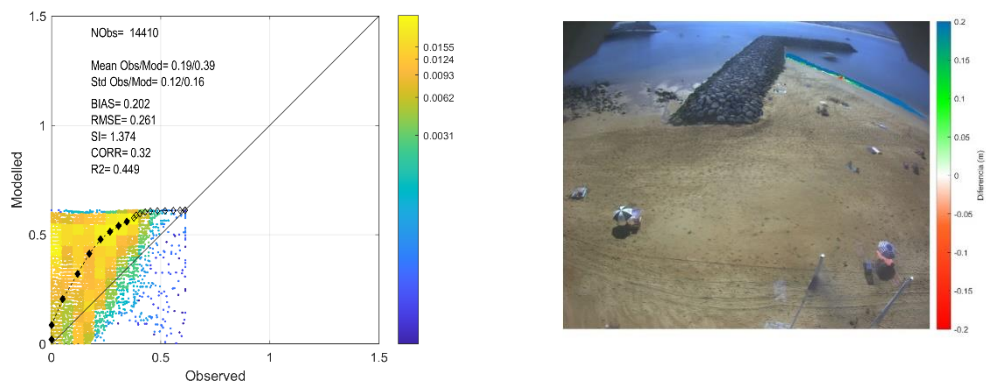 NObs= 14410
Mean Obs/Mod= 0.19/0.39
Std Obs/Mod= 0.12/0.16
BIAS= 0.202
RMSE= 0.261
SI= 1.374
CORR= 0.32
R2= 0.449
1.5
1
0.5
0
Modelled
0
0.5
1
1.5
Observed
0.0155
0.0124
0.0093
0.0062
0.0031
0.2
0.15
0.1
0.05
0
-0.05
-0.1
-0.15
-0.2
Diferencia (m)